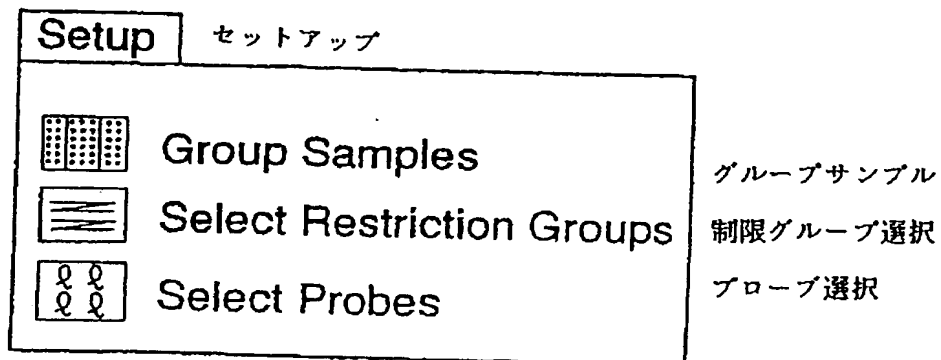 Setup セットアップ
Group Samples グループサンプル
Select Restriction Groups 制限グループ選択
ℓ ℓ
ℓ ℓ
Select Probes プローブ選択